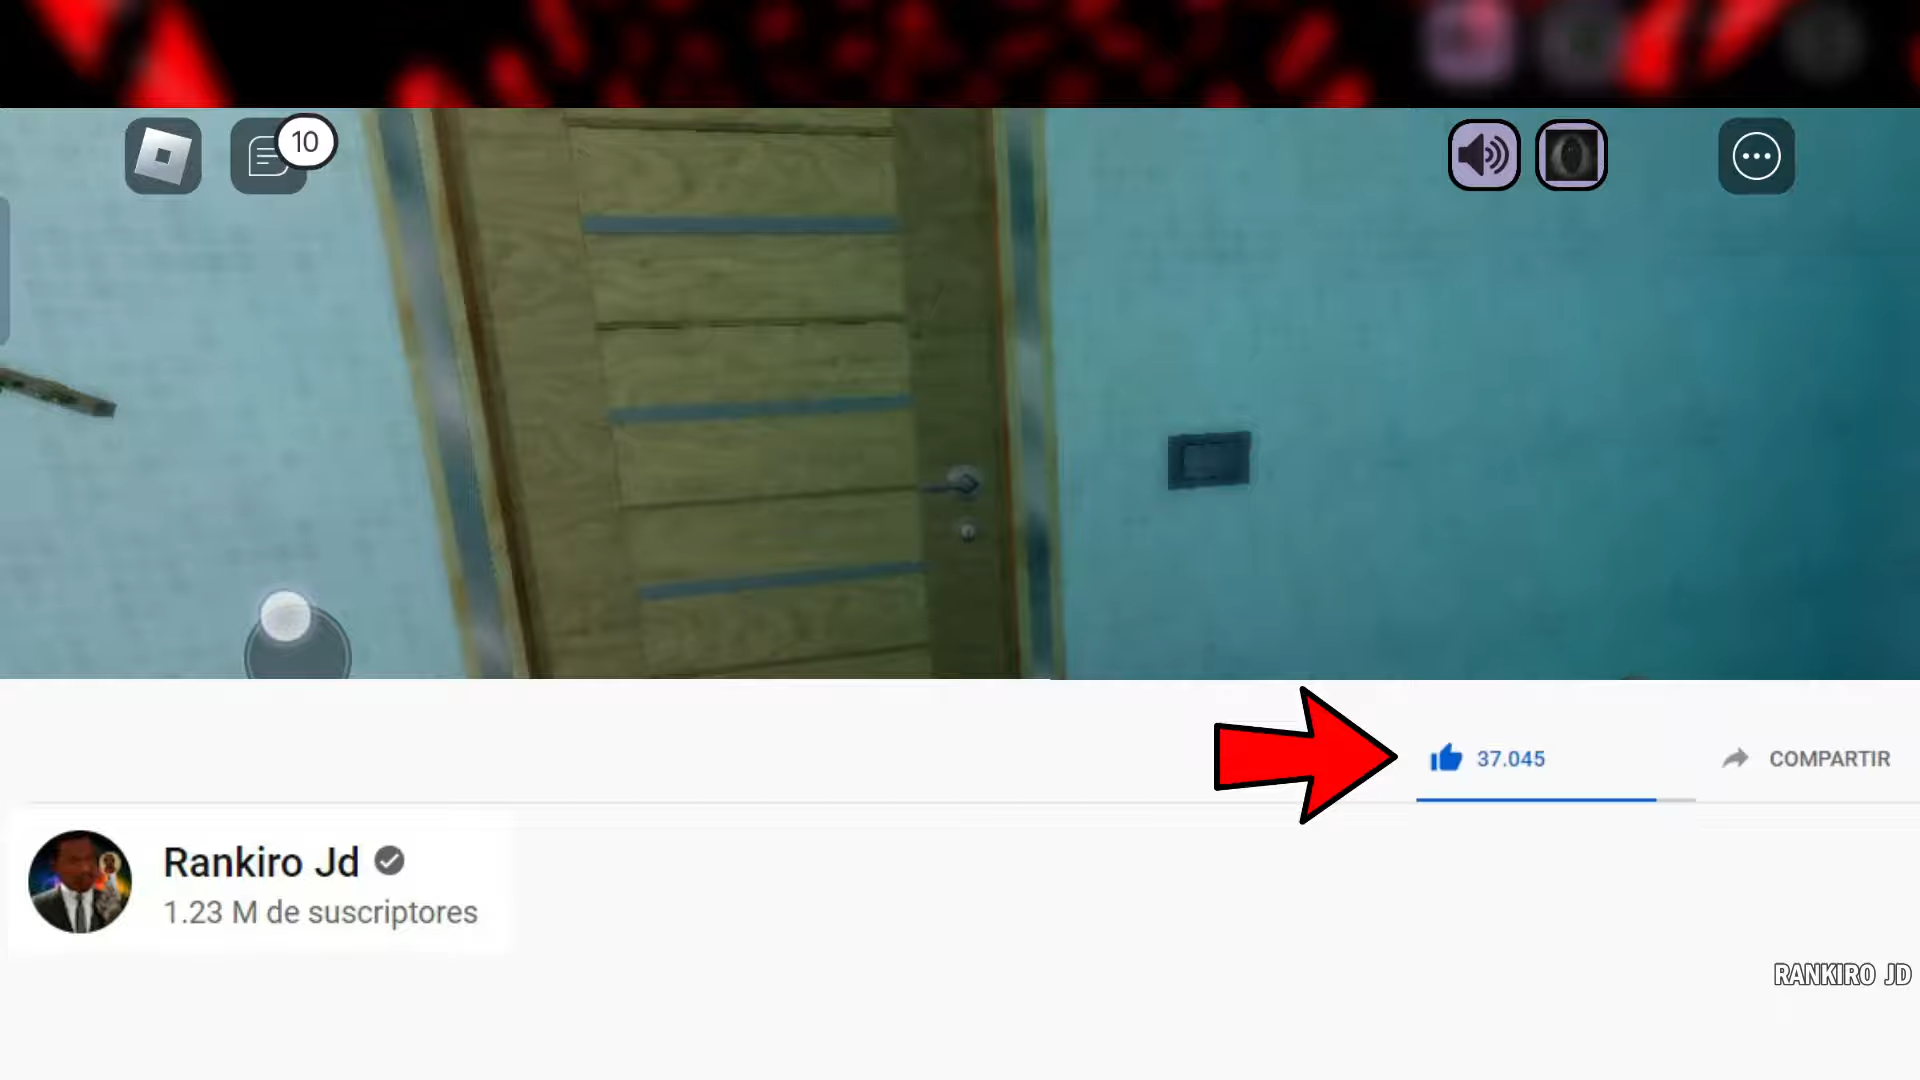 10
37.045
COMPARTIR
Rankiro Jd
1.23 M de suscriptores
RANKIRO JD